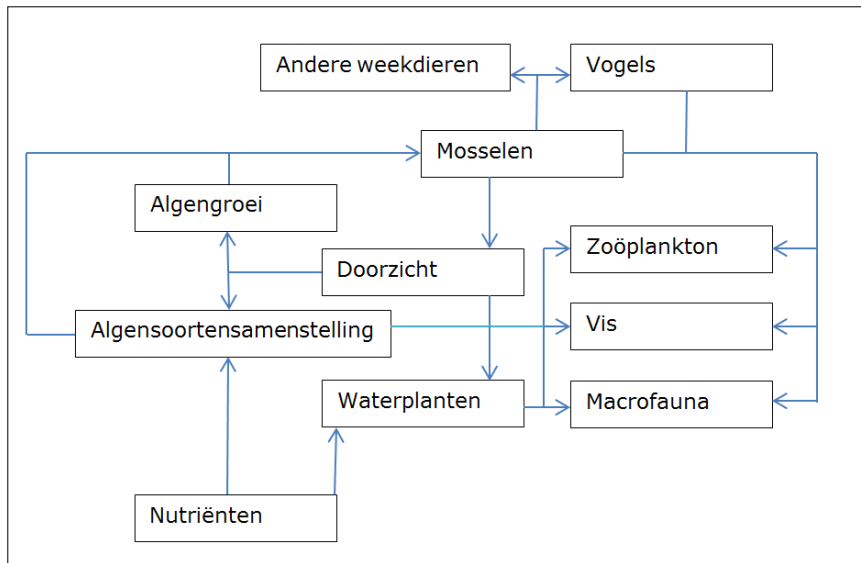 Andere weekdieren
Vogels
Mosselen
Algengroei
Zoöplankton
Doorzicht
Algensoortensamenstelling
Vis
Waterplanten
Macrofauna
Nutriënten